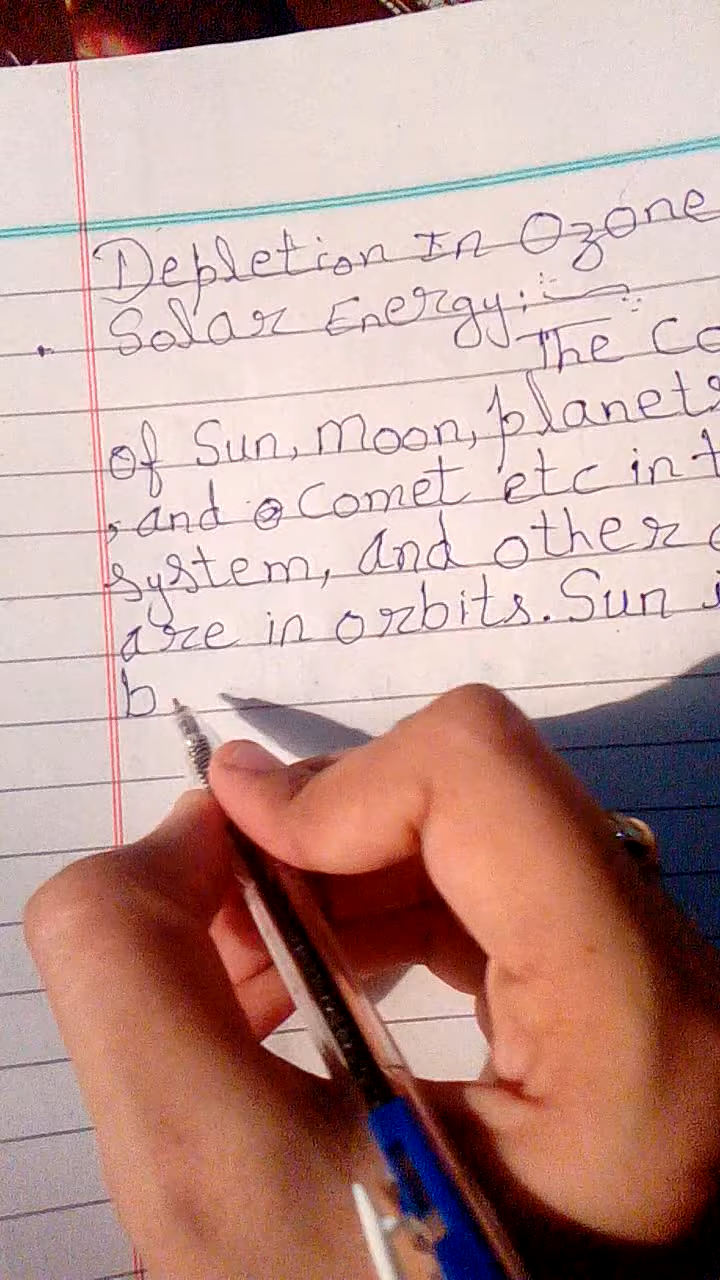 Depletion In Ozone
Solar Energy:-
The Co
of Sun, Moon, planets
, and Comet etc in t
system, and other
are in orbits. Sun
b